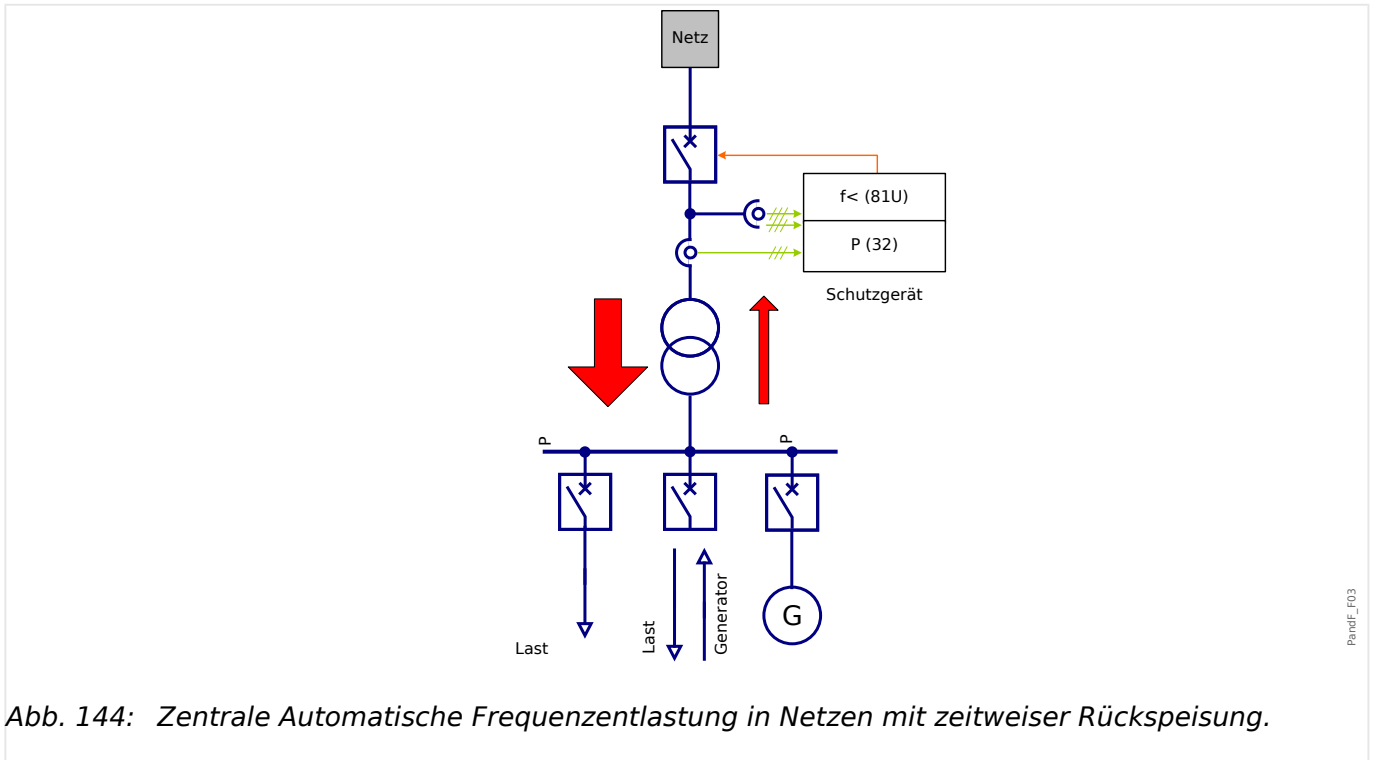 Netz
f< (81U)
P (32)
Schutzgerät
P
P
Last
Last
Generator
G
PandF_F03
Abb. 144: Zentrale Automatische Frequenzentlastung in Netzen mit zeitweiser Rückspeisung.